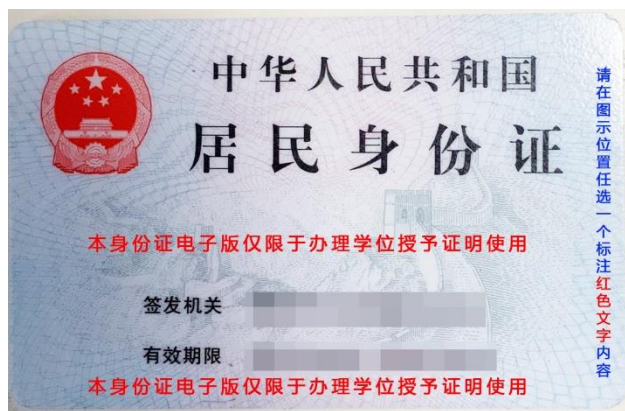 中华人民共和国
居民身份证
本身份证电子版仅限于办理学位授予证明使用
签发机关
有效期限
本身份证电子版仅限于办理学位授予证明使用
请在图示位置任选一个标注红色文字内容